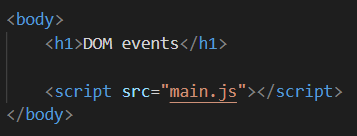 <body>
<h1>DOM events</h1>
<script src="main.js"></script>
</body>